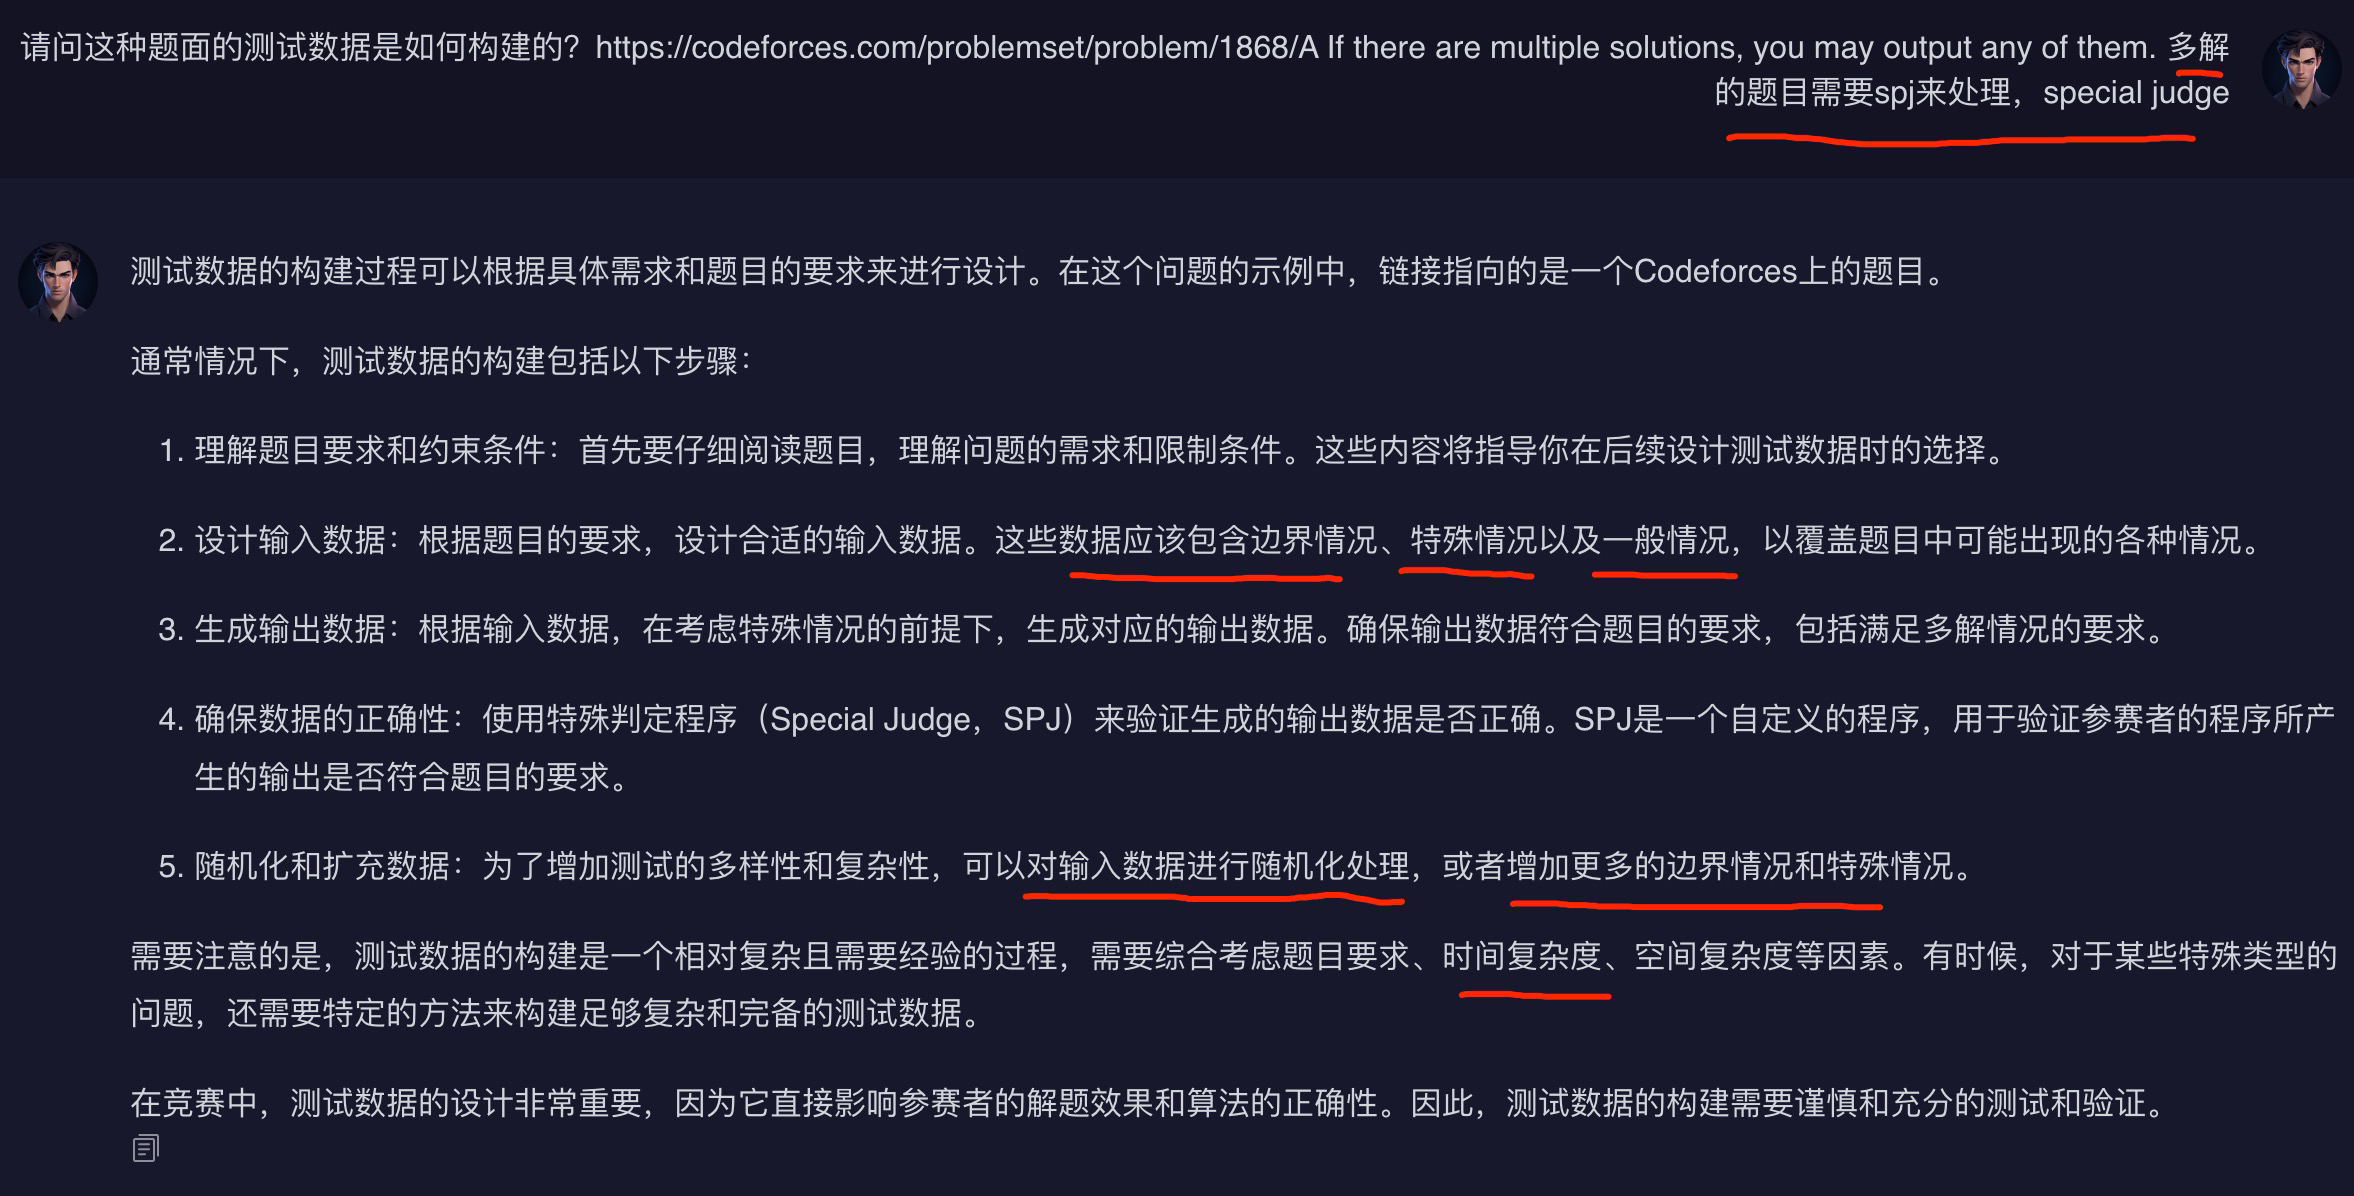 请问这种题面的测试数据是如何构建的？https://codeforces.com/problemset/problem/1868/A If there are multiple solutions, you may output any of them. 多解
的题目需要spj来处理，special judge
测试数据的构建过程可以根据具体需求和题目的要求来进行设计。在这个问题的示例中，链接指向的是一个Codeforces上的题目。
通常情况下，测试数据的构建包括以下步骤：
1. 理解题目要求和约束条件：首先要仔细阅读题目，理解问题的需求和限制条件。这些内容将指导你在后续设计测试数据时的选择。
2. 设计输入数据：根据题目的要求，设计合适的输入数据。这些数据应该包含边界情况、特殊情况以及一般情况，以覆盖题目中可能出现的各种情况。
3. 生成输出数据：根据输入数据，在考虑特殊情况的前提下，生成对应的输出数据。确保输出数据符合题目的要求，包括满足多解情况的要求。
4. 确保数据的正确性：使用特殊判定程序（Special Judge，SPJ）来验证生成的输出数据是否正确。SPJ是一个自定义的程序，用于验证参赛者的程序所产
生的输出是否符合题目的要求。
5. 随机化和扩充数据：为了增加测试的多样性和复杂性，可以对输入数据进行随机化处理，或者增加更多的边界情况和特殊情况。
需要注意的是，测试数据的构建是一个相对复杂且需要经验的过程，需要综合考虑题目要求、时间复杂度、空间复杂度等因素。有时候，对于某些特殊类型的
问题，还需要特定的方法来构建足够复杂和完备的测试数据。
在竞赛中，测试数据的设计非常重要，因为它直接影响参赛者的解题效果和算法的正确性。因此，测试数据的构建需要谨慎和充分的测试和验证。